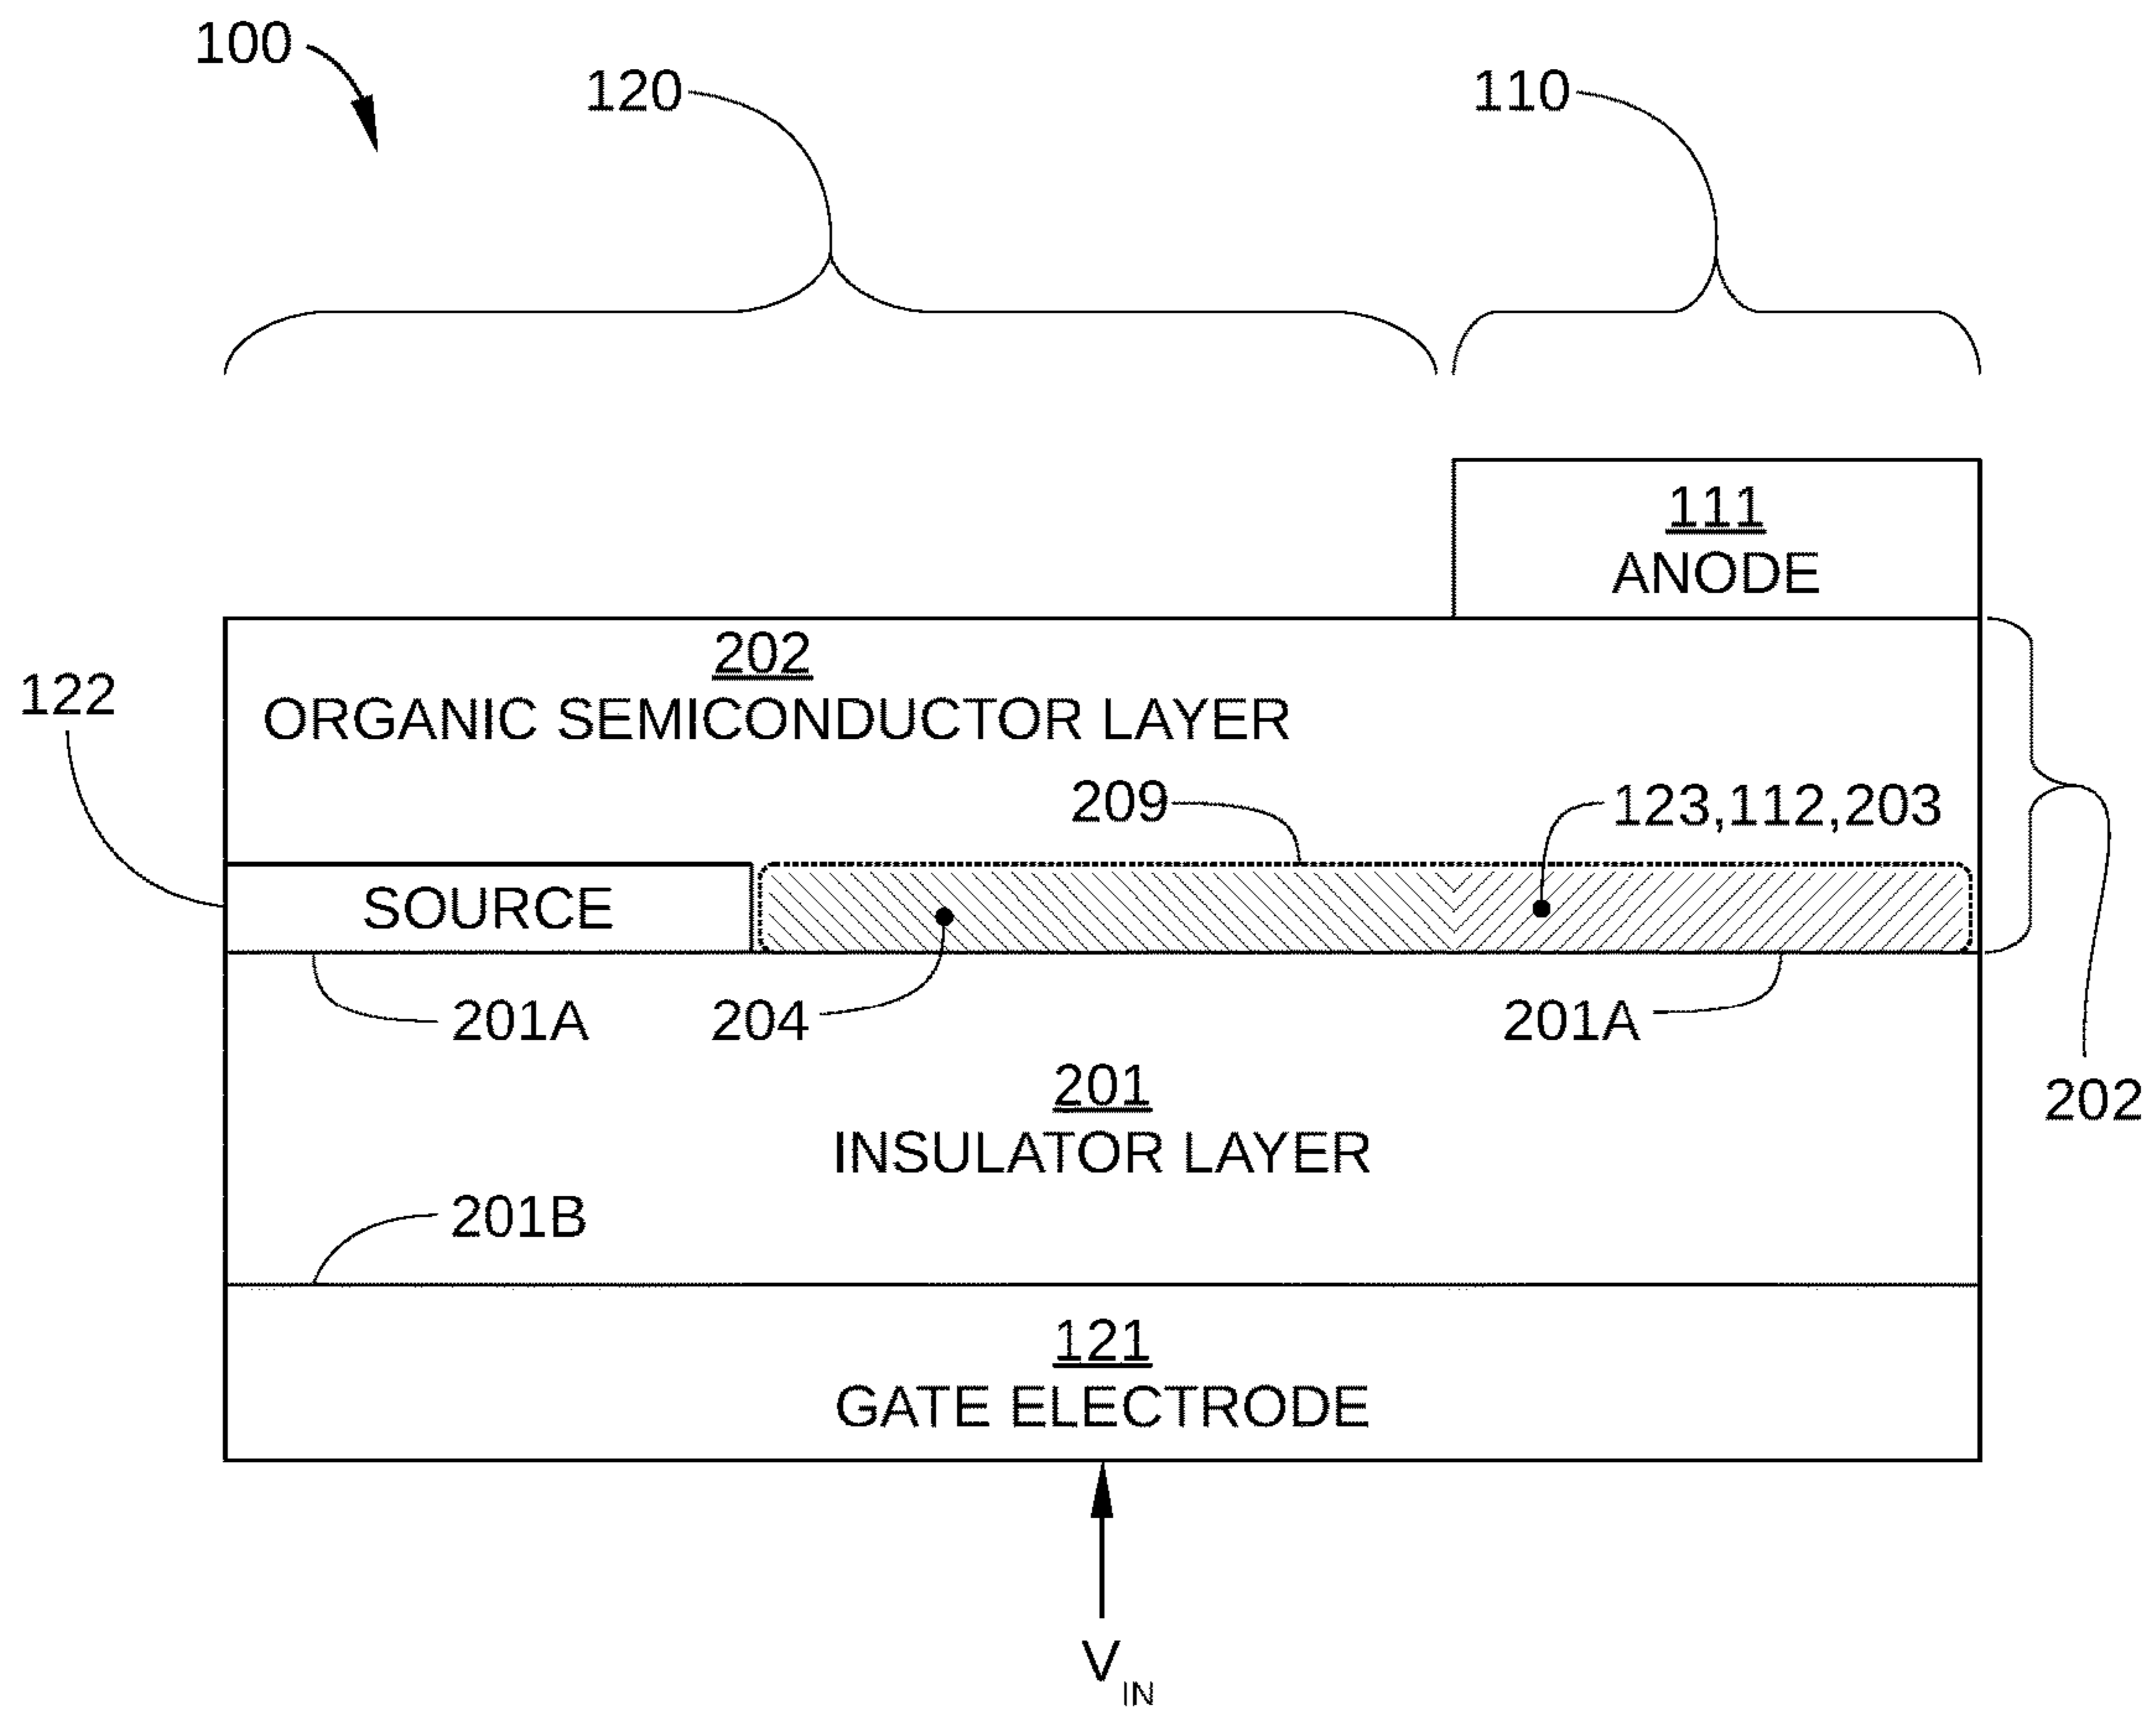 100
120
110
111
ANODE
202
ORGANIC SEMICONDUCTOR LAYER
122
209
123,112,203
SOURCE
201A
204
201A
201
INSULATOR LAYER
202
201B
121
GATE ELECTRODE
VIN